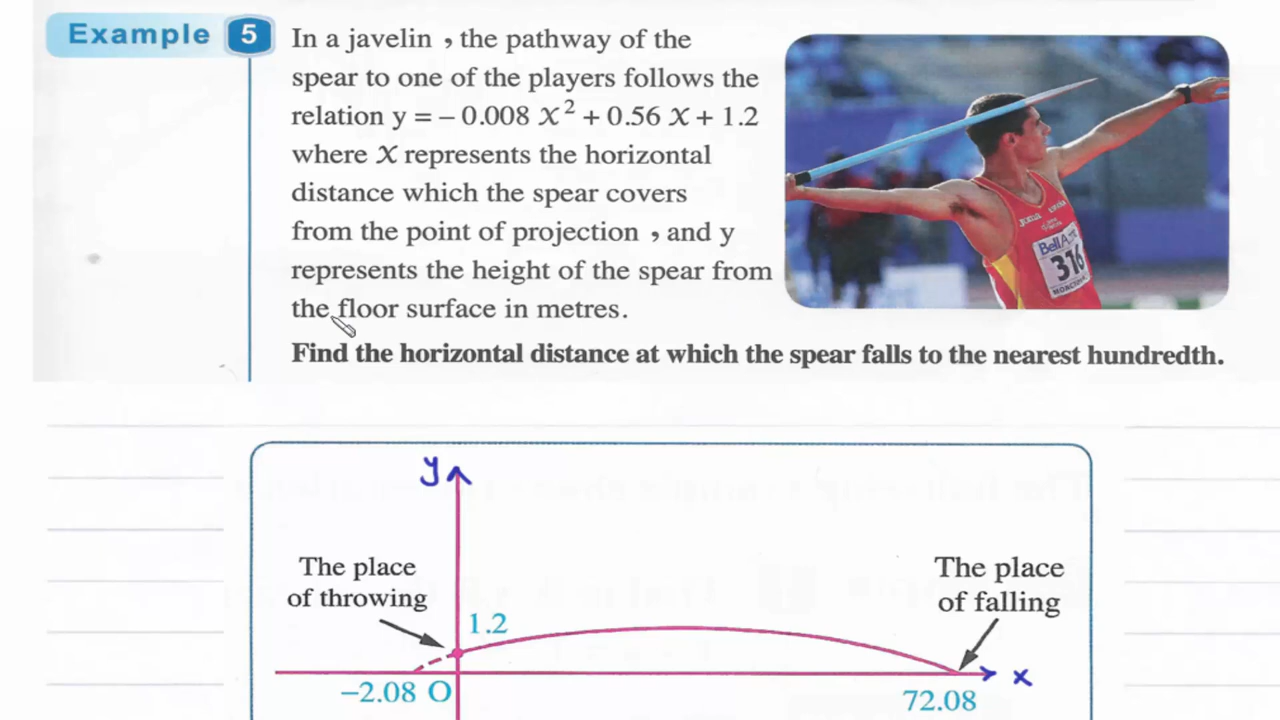 Example 5
In a javelin , the pathway of the
spear to one of the players follows the
relation y = – 0.008 x² + 0.56 x + 1.2
where x represents the horizontal
distance which the spear covers
from the point of projection , and y
represents the height of the spear from
the floor surface in metres.
Find the horizontal distance at which the spear falls to the nearest hundredth.
316
y
The place
of throwing
1.2
The place
of falling
–2.08 O
72.08
x